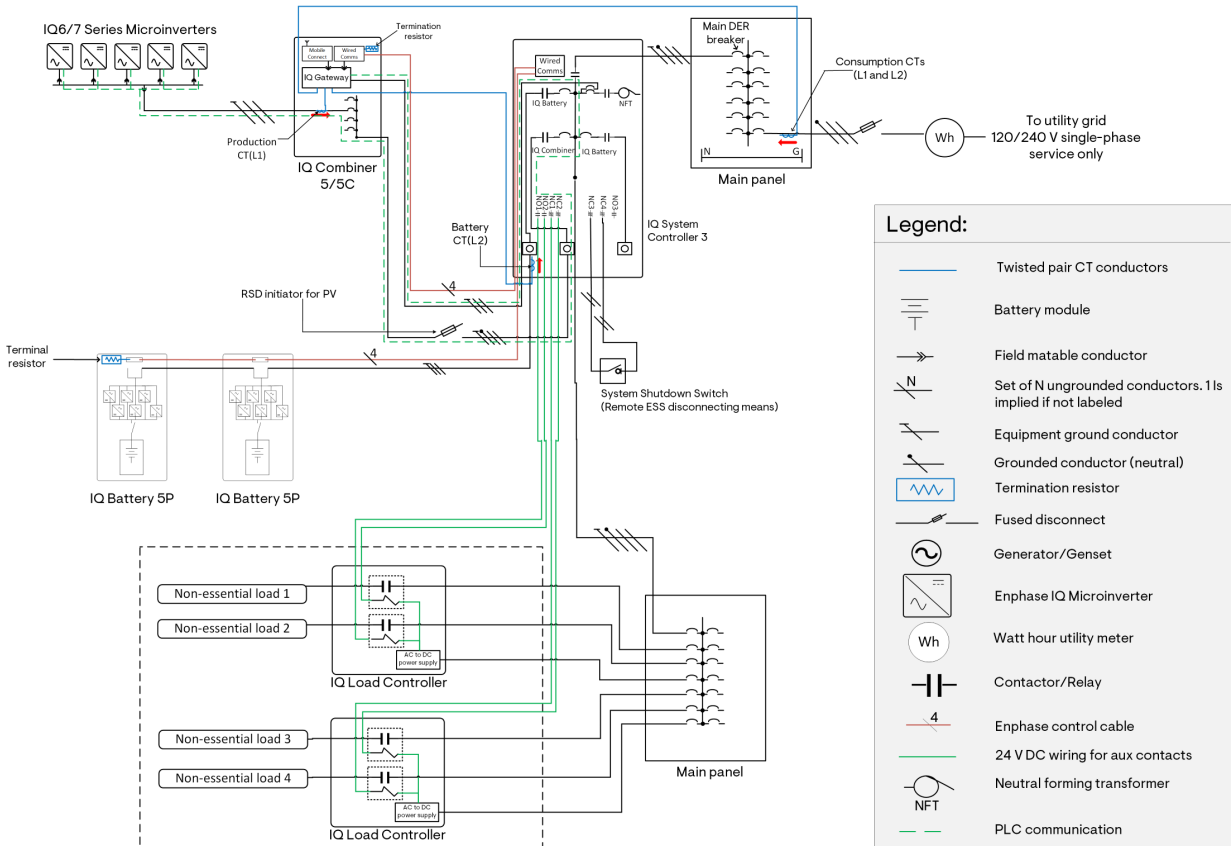 IQ6/7 Series Microinverters
Termination
resistor
Mobile
Connect
Wired
Comms
IQ Gateway
Production
CT(L1)
IQ Combiner
5/5C
Wired
Comms
IQ Battery
NFT
IQ Combiner
IQ Battery
NO1
NO2
NC1
NC2
NC3
NC4
NO3
IQ System
Controller 3
Battery
CT(L2)
Main DER
breaker
Consumption CTs
(L1 and L2)
N
G
Main panel
Wh
To utility grid
120/240 V single-phase
service only
4
RSD initiator for PV
Terminal
resistor
4
System Shutdown Switch
(Remote ESS disconnecting means)
IQ Battery 5P
IQ Battery 5P
Non-essential load 1
Non-essential load 2
AC to DC
power supply
IQ Load Controller
Non-essential load 3
Non-essential load 4
AC to DC
power supply
IQ Load Controller
Main panel
Legend:
Twisted pair CT conductors
Battery module
Field matable conductor
N
Set of N ungrounded conductors. 1 Is
implied if not labeled
Equipment ground conductor
Grounded conductor (neutral)
Termination resistor
Fused disconnect
Generator/Genset
Enphase IQ Microinverter
Wh
Watt hour utility meter
Contactor/Relay
4
Enphase control cable
24 V DC wiring for aux contacts
NFT
Neutral forming transformer
PLC communication